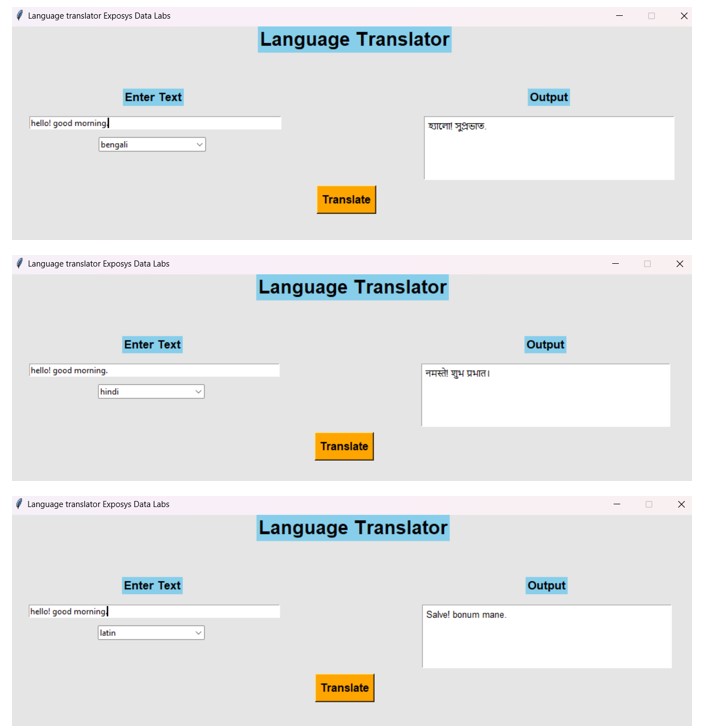 Language translator Exposys Data Labs
Language Translator
Enter Text
Output
hello! good morning.
হ্যালো! সুপ্রভাত.
bengali
Translate
Language translator Exposys Data Labs
Language Translator
Enter Text
Output
hello! good morning.
नमस्ते! शुभ प्रभात।
hindi
Translate
Language translator Exposys Data Labs
Language Translator
Enter Text
Output
hello! good morning.
Salve! bonum mane.
latin
Translate